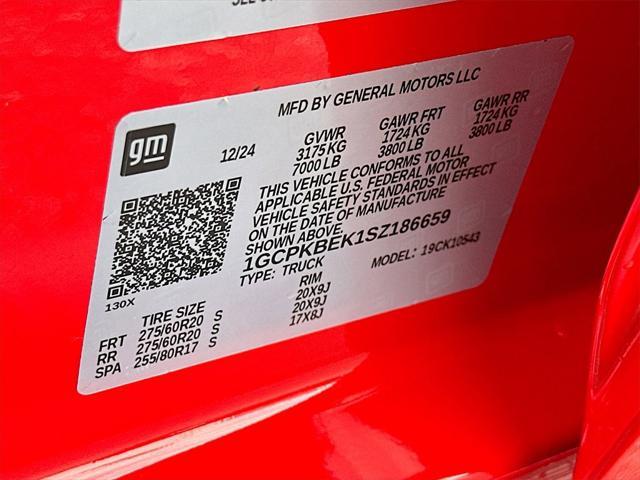 MFD BY GENERAL MOTORS LLC
gm
12/24
GVWR GAWR FRT GAWR RR
3175 KG 1724 KG 1724 KG
7000 LB 3800 LB 3800 LB
THIS VEHICLE CONFORMS TO ALL
APPLICABLE U.S. FEDERAL MOTOR
VEHICLE SAFETY STANDARDS IN EFFECT
ON THE DATE OF MANUFACTURE
SHOWN ABOVE.
1GCPKBEK1SZ186659
TYPE: TRUCK MODEL: 19CK10543
130X
TIRE SIZE RIM
FRT 275/60R20 S 20X9J
RR 275/60R20 S 20X9J
SPA 255/80R17 S 17X8J